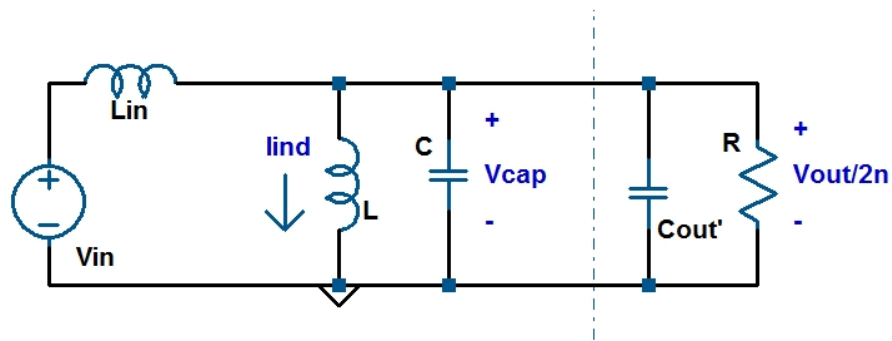 Lin
Iind
L
C
+
Vcap
-
R
+
Vout/2n
-
Cout'
+
-
Vin